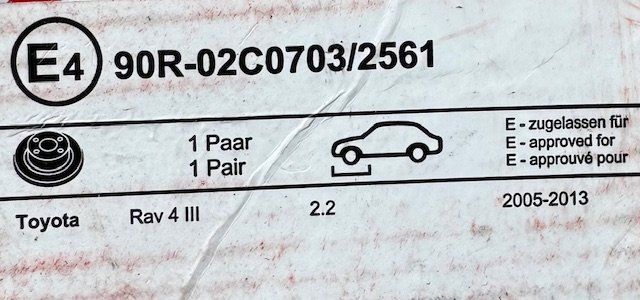 E4 90R-02C0703/2561
1 Paar
1 Pair
E - zugelassen für
E - approved for
E - approuvé pour
Toyota Rav 4 III 2.2 2005-2013